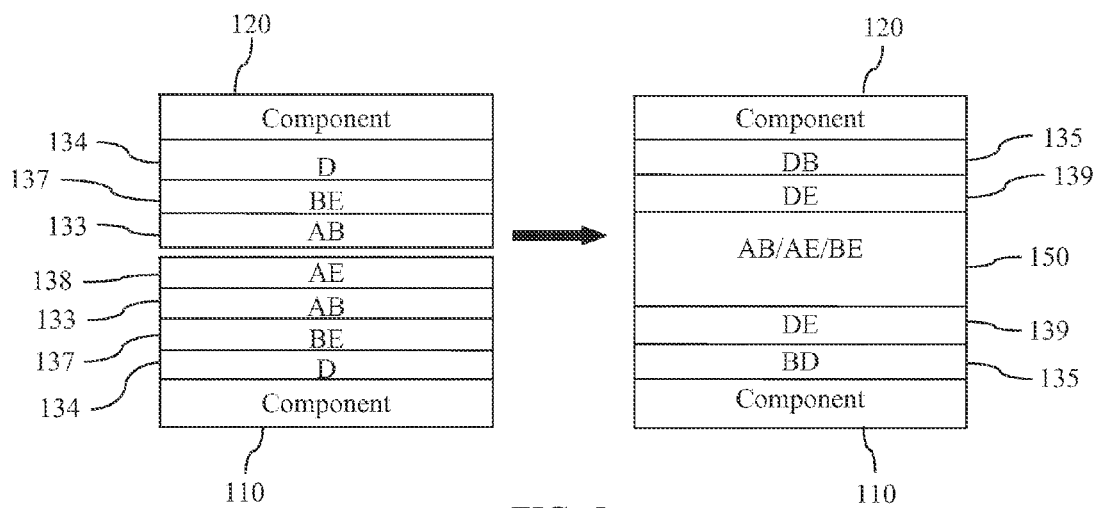 120
120
Component
134
D
137
BE
133
AB
138
AE
133
AB
137
BE
134
D
Component
110
Component
DB
135
DE
139
AB/AE/BE
150
DE
139
BD
135
Component
110